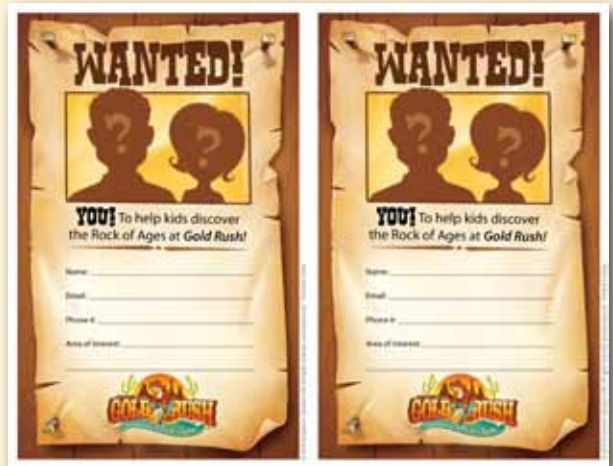 WANTED!
?
?
YOU! To help kids discover
the Rock of Ages at Gold Rush!
Name:
Email:
Phone #:
Area of Interest:
GOLD RUSH
WANTED!
?
?
YOU! To help kids discover
the Rock of Ages at Gold Rush!
Name:
Email:
Phone #:
Area of Interest:
GOLD RUSH